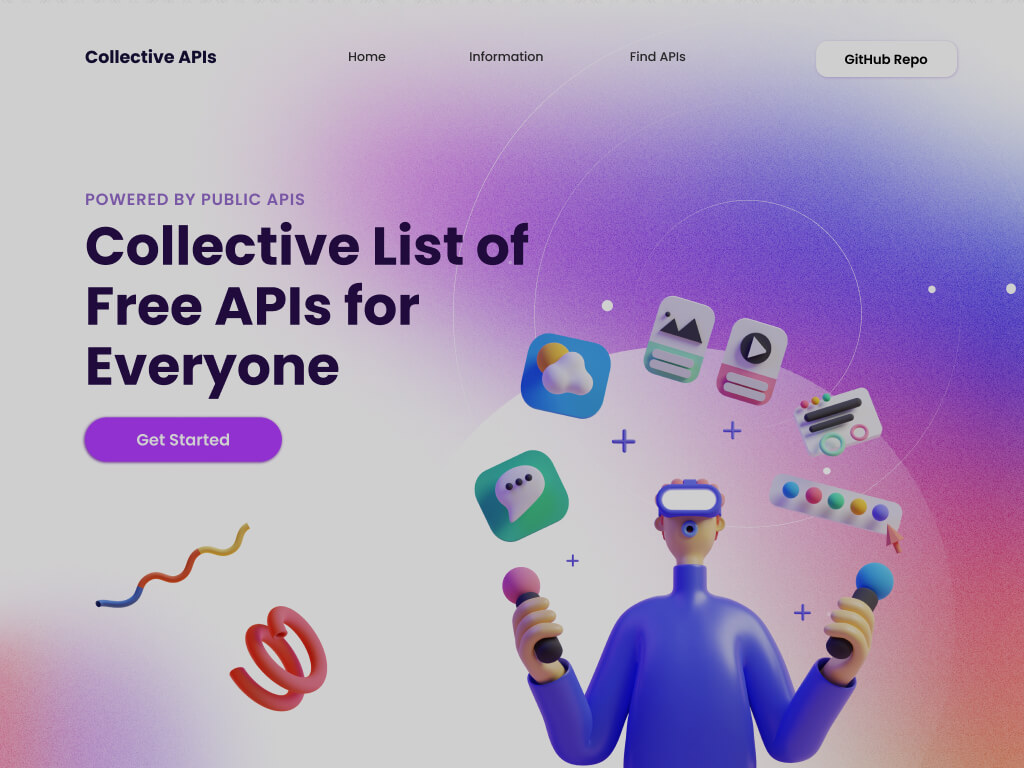 Collective APIs
Home
Information
Find APIs
GitHub Repo
POWERED BY PUBLIC APIS
Collective List of
Free APIs for
Everyone
Get Started